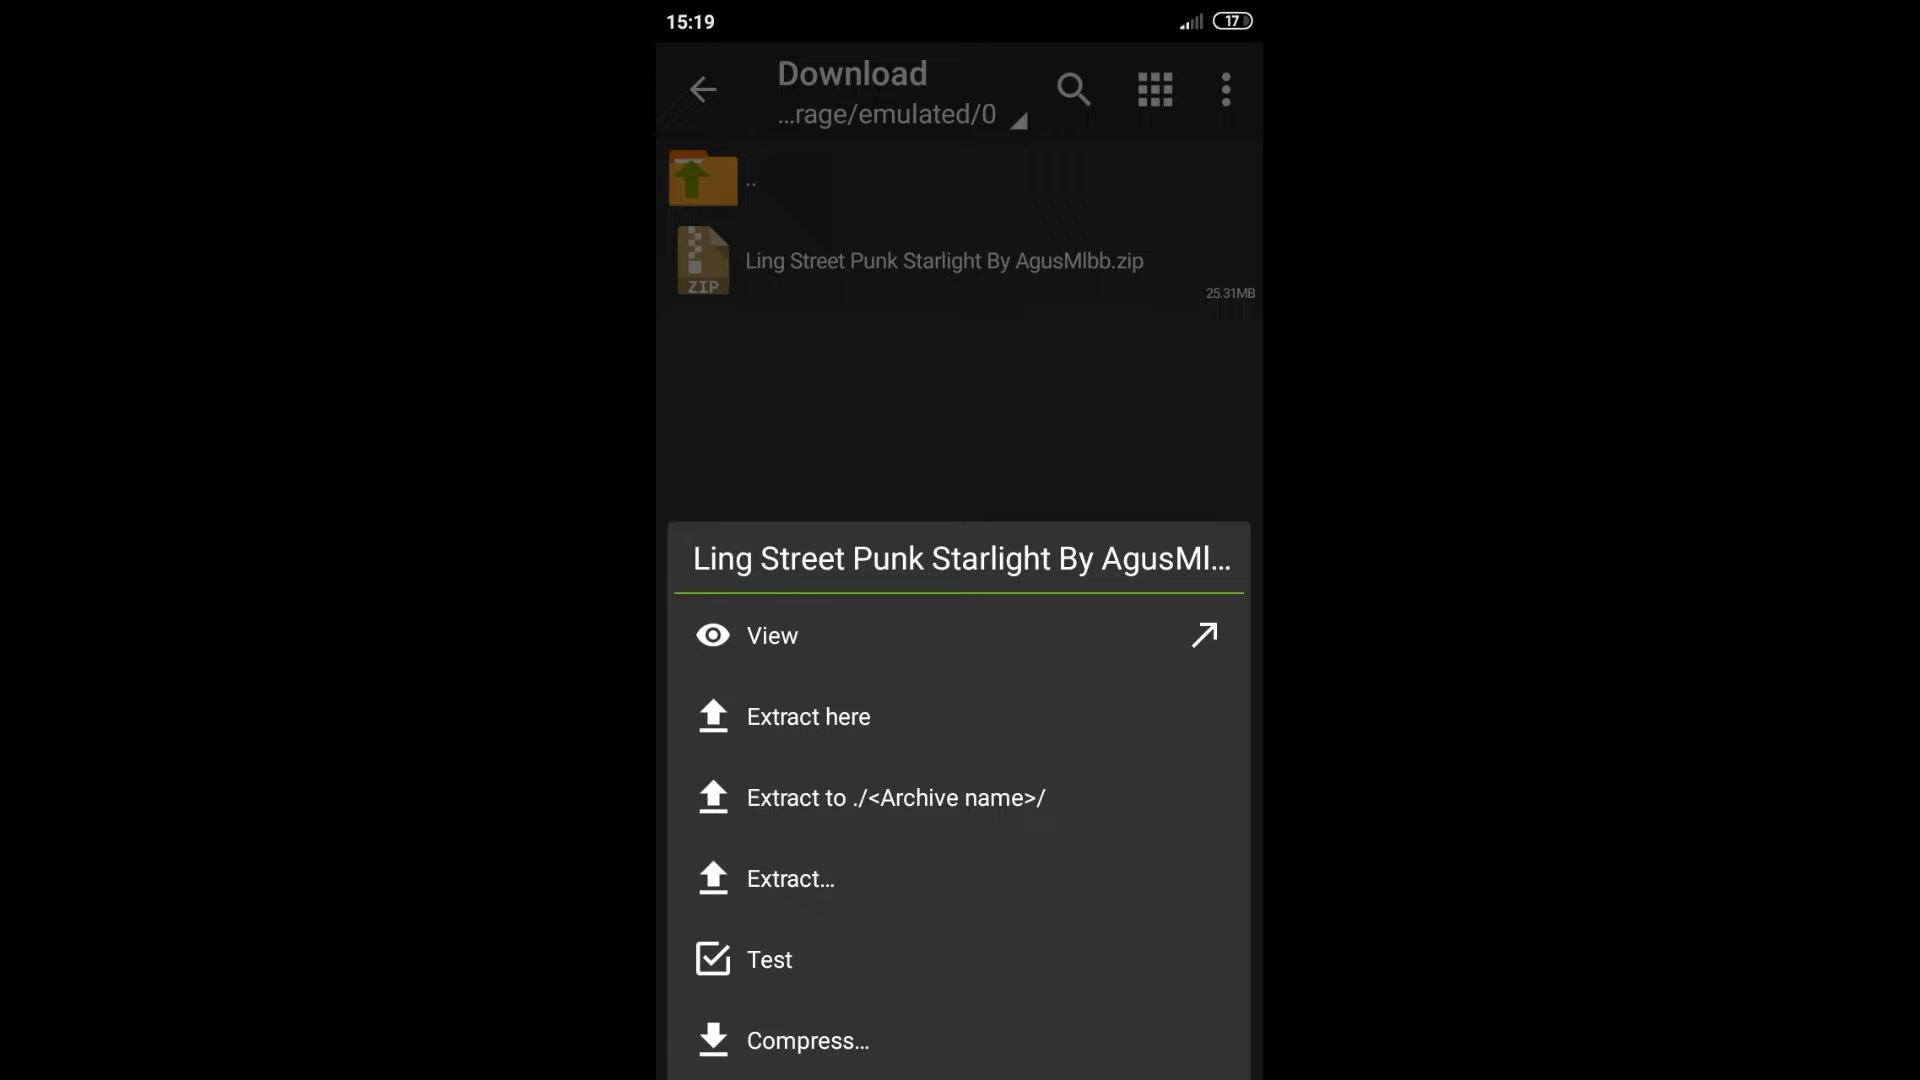 15:19
17
Download
...rage/emulated/0
..
Ling Street Punk Starlight By AgusMlbb.zip
ZIP
25.31MB
Ling Street Punk Starlight By AgusMl...
View
Extract here
Extract to ./<Archive name>/
Extract...
Test
Compress...